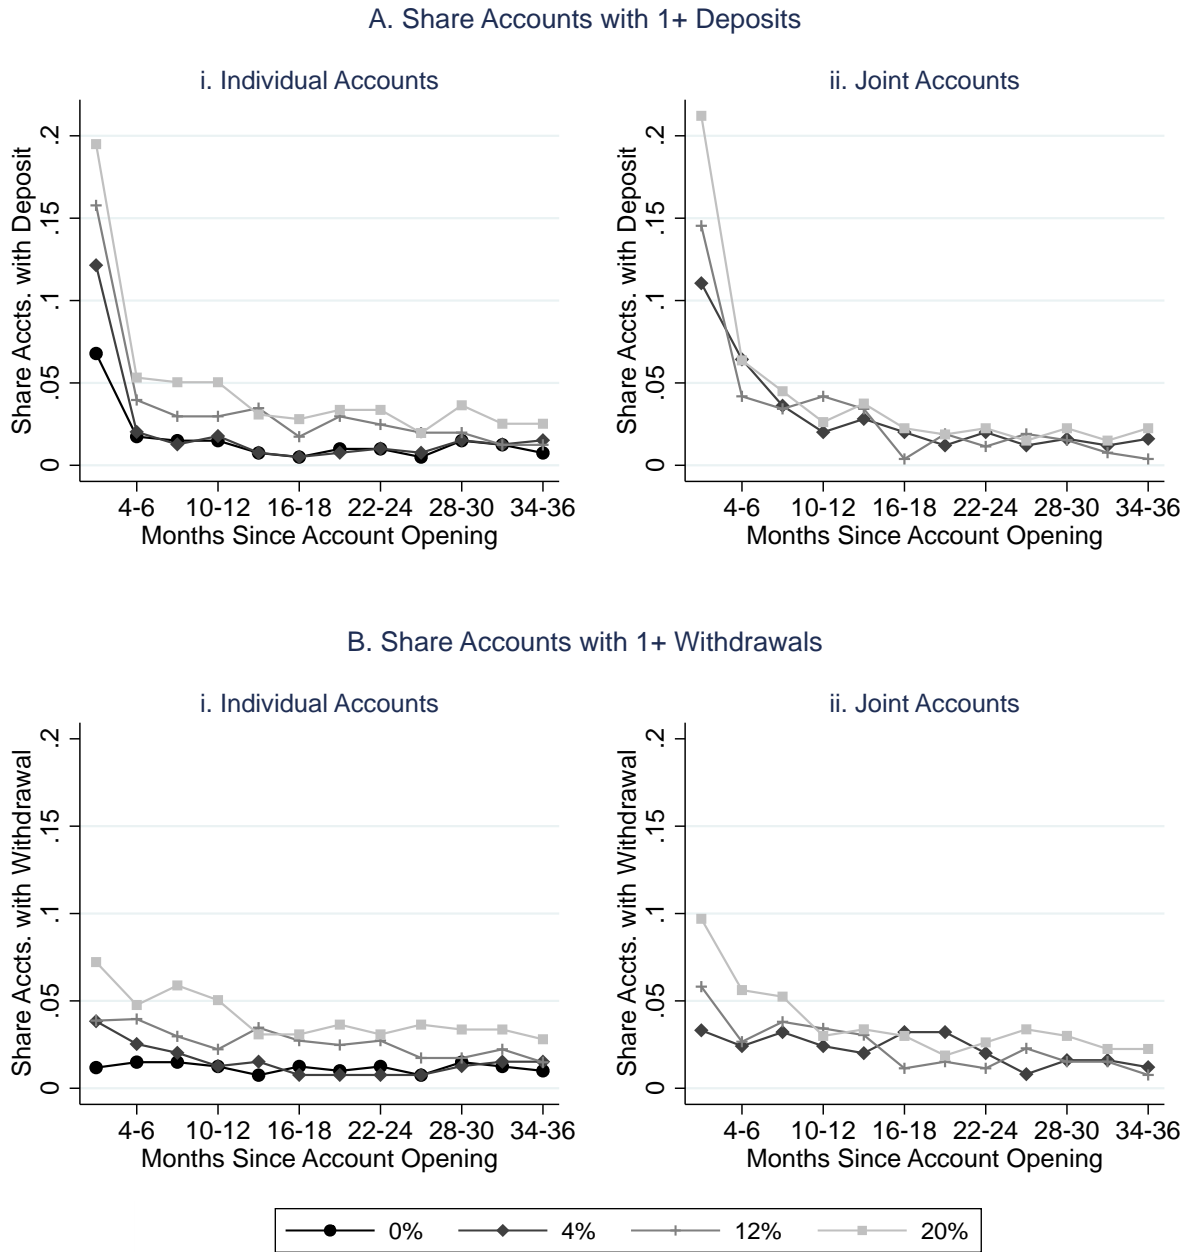 A. Share Accounts with 1+ Deposits
i. Individual Accounts
ii. Joint Accounts
Share Accts. with Deposit
.2
.15
.1
.05
0
4-6 10-12 16-18 22-24 28-30 34-36
Months Since Account Opening
Share Accts. with Deposit
.2
.15
.1
.05
0
4-6 10-12 16-18 22-24 28-30 34-36
Months Since Account Opening
B. Share Accounts with 1+ Withdrawals
i. Individual Accounts
ii. Joint Accounts
Share Accts. with Withdrawal
.2
.15
.1
.05
0
4-6 10-12 16-18 22-24 28-30 34-36
Months Since Account Opening
Share Accts. with Withdrawal
.2
.15
.1
.05
0
4-6 10-12 16-18 22-24 28-30 34-36
Months Since Account Opening
0% 4% 12% 20%